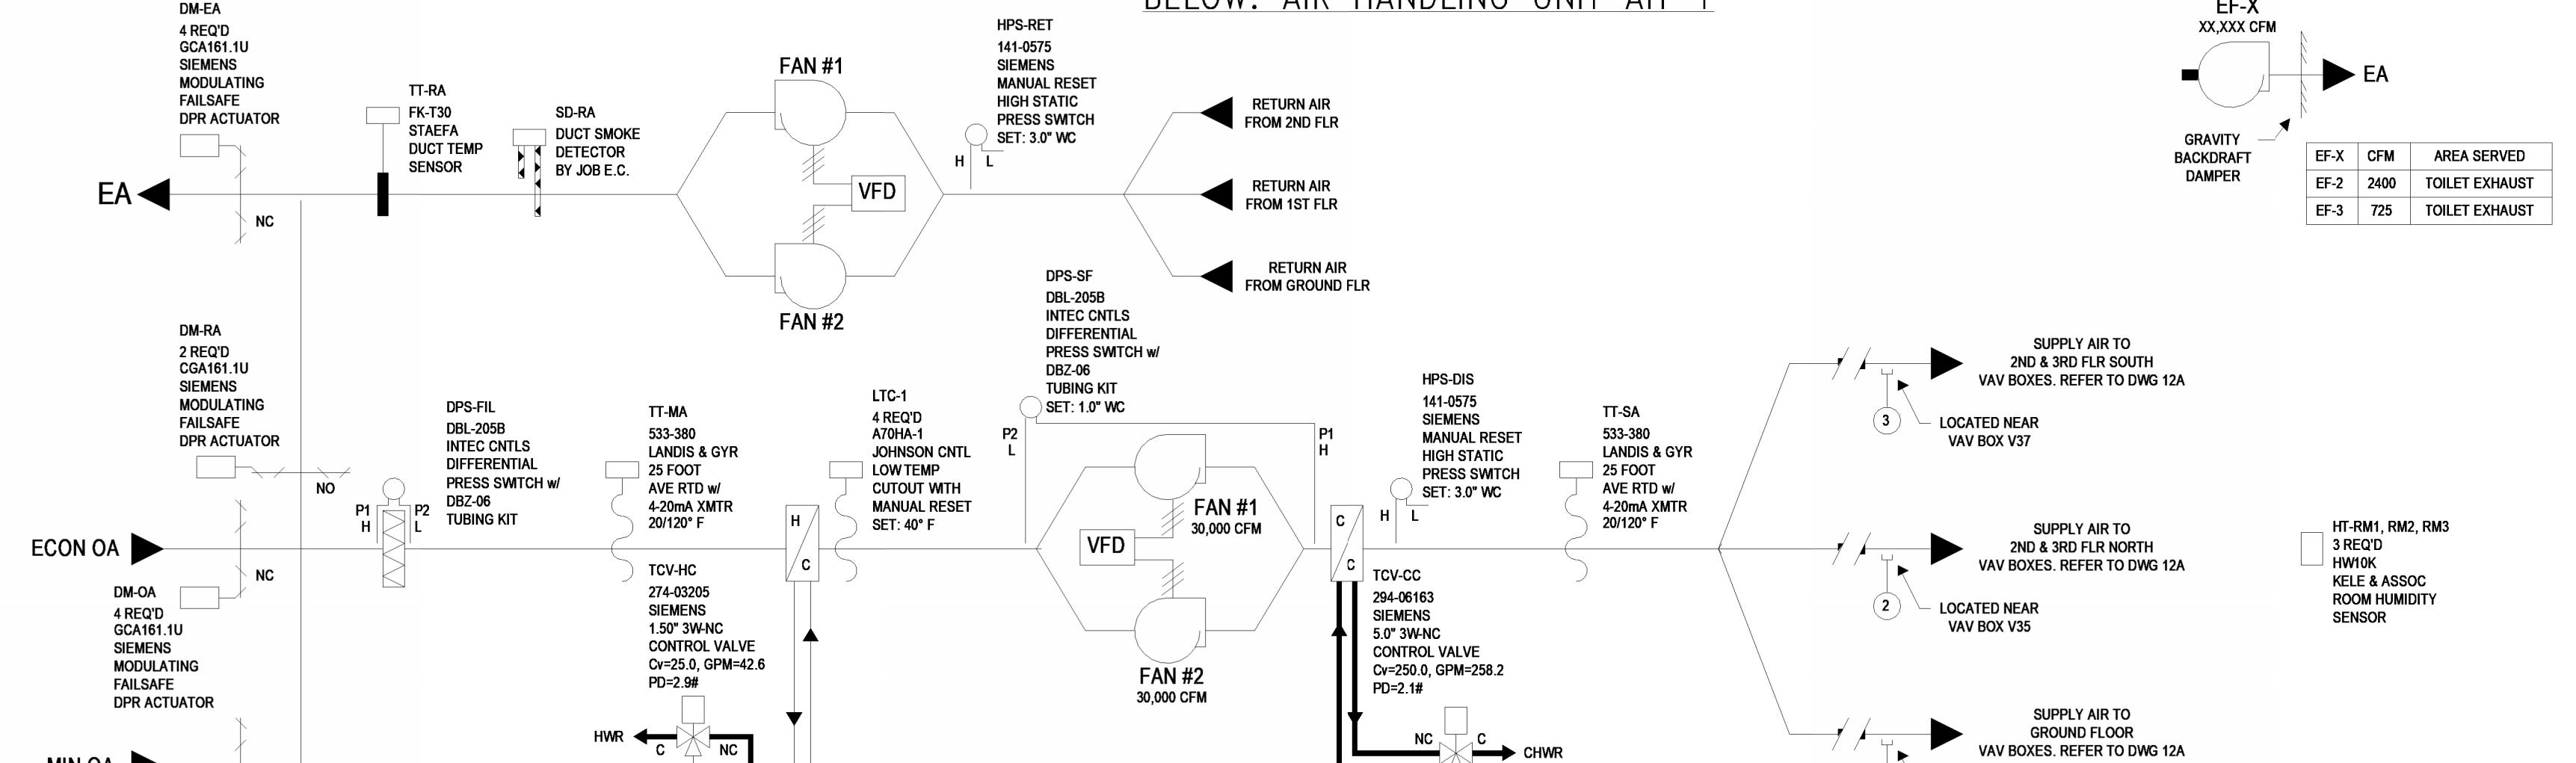 BELOW: AIR HANDLING UNIT AH-1
DM-EA
4 REQ'D
GCA161.1U
SIEMENS
MODULATING
FAILSAFE
DPR ACTUATOR
TT-RA
FK-T30
STAEFA
DUCT TEMP
SENSOR
SD-RA
DUCT SMOKE
DETECTOR
BY JOB E.C.
FAN #1
VFD
FAN #2
HPS-RET
141-0575
SIEMENS
MANUAL RESET
HIGH STATIC
PRESS SWITCH
SET: 3.0" WC
H L
RETURN AIR
FROM 2ND FLR
RETURN AIR
FROM 1ST FLR
RETURN AIR
FROM GROUND FLR
EA
NC
EF-X
XX,XXX CFM
EA
GRAVITY
BACKDRAFT
DAMPER
EF-X CFM AREA SERVED
EF-2 2400 TOILET EXHAUST
EF-3 725 TOILET EXHAUST
DM-RA
2 REQ'D
CGA161.1U
SIEMENS
MODULATING
FAILSAFE
DPR ACTUATOR
NO
DPS-FIL
DBL-205B
INTEC CNTLS
DIFFERENTIAL
PRESS SWITCH w/
DBZ-06
TUBING KIT
P1 P2
H L
TT-MA
533-380
LANDIS & GYR
25 FOOT
AVE RTD w/
4-20mA XMTR
20/120° F
LTC-1
4 REQ'D
A70HA-1
JOHNSON CNTL
LOW TEMP
CUTOUT WITH
MANUAL RESET
SET: 40° F
DPS-SF
DBL-205B
INTEC CNTLS
DIFFERENTIAL
PRESS SWITCH w/
DBZ-06
TUBING KIT
SET: 1.0" WC
P2
L
P1
H
FAN #1
30,000 CFM
VFD
FAN #2
30,000 CFM
HPS-DIS
141-0575
SIEMENS
MANUAL RESET
HIGH STATIC
PRESS SWITCH
SET: 3.0" WC
H L
TT-SA
533-380
LANDIS & GYR
25 FOOT
AVE RTD w/
4-20mA XMTR
20/120° F
SUPPLY AIR TO
2ND & 3RD FLR SOUTH
VAV BOXES. REFER TO DWG 12A
3
LOCATED NEAR
VAV BOX V37
SUPPLY AIR TO
2ND & 3RD FLR NORTH
VAV BOXES. REFER TO DWG 12A
2
LOCATED NEAR
VAV BOX V35
SUPPLY AIR TO
GROUND FLOOR
VAV BOXES. REFER TO DWG 12A
HT-RM1, RM2, RM3
3 REQ'D
HW10K
KELE & ASSOC
ROOM HUMIDITY
SENSOR
ECON OA
NC
DM-OA
4 REQ'D
GCA161.1U
SIEMENS
MODULATING
FAILSAFE
DPR ACTUATOR
H
C
TCV-HC
274-03205
SIEMENS
1.50" 3W-NC
CONTROL VALVE
Cv=25.0, GPM=42.6
PD=2.9#
HWR
C NC
C
C
TCV-CC
294-06163
SIEMENS
5.0" 3W-NC
CONTROL VALVE
Cv=250.0, GPM=258.2
PD=2.1#
NC C
CHWR
MIN OA